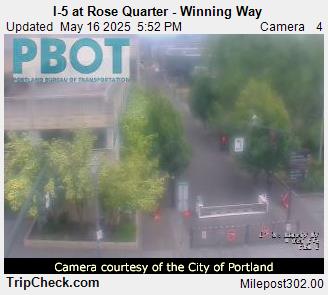 I-5 at Rose Quarter - Winning Way
Updated May 16 2025 5:52 PM Camera 4
PBOT
PORTLAND BUREAU OF TRANSPORTATION
Camera courtesy of the City of Portland
TripCheck.com Milepost302.00